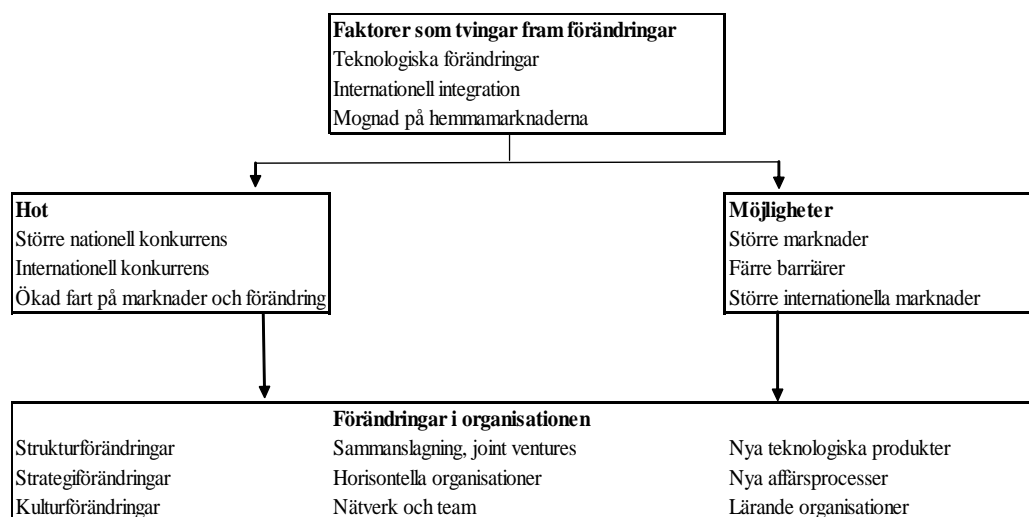 Faktorer som tvingar fram förändringar
Teknologiska förändringar
Internationell integration
Mognad på hemmamarknaderna
Hot
Större nationell konkurrens
Internationell konkurrens
Ökad fart på marknader och förändring
Möjligheter
Större marknader
Färre barriärer
Större internationella marknader
Förändringar i organisationen
Strukturförändringar Sammanslagning, joint ventures Nya teknologiska produkter
Strategiförändringar Horisontella organisationer Nya affärsprocesser
Kulturförändringar Nätverk och team Lärande organisationer